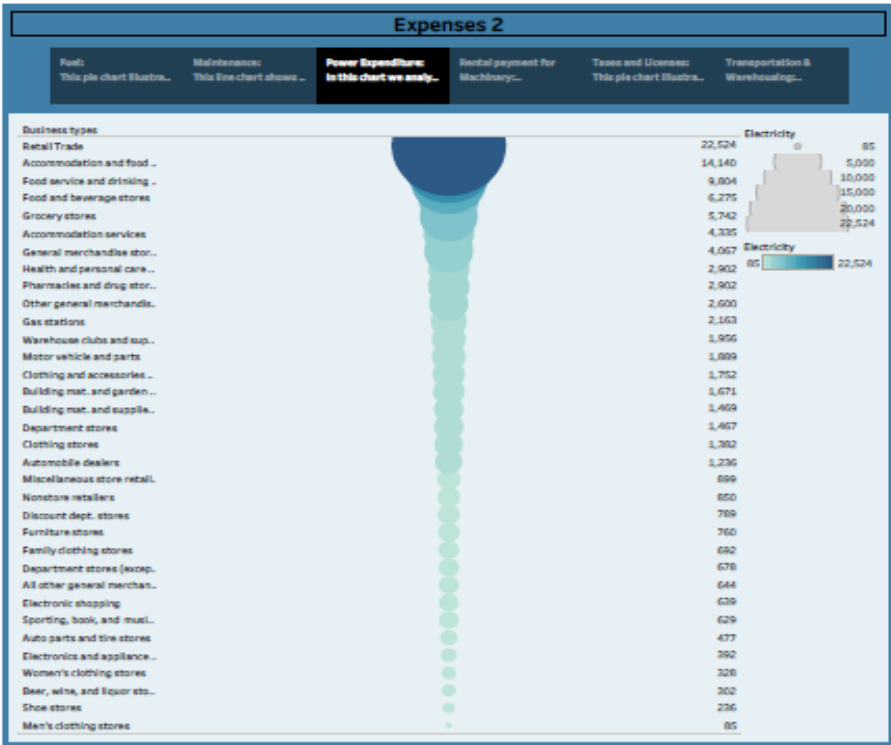 Expenses 2
Fuel:
This pie chart illustra...
Maintenance:
This line chart shows ...
Power Expenditure:
In this chart we analy...
Rental payment for
Machinary:...
Taxes and Licenses:
This pie chart illustra...
Transportation &
Warehousing:...
Business types
Retail Trade 22,524
Accommodation and food .. 14,140
Food service and drinking .. 9,804
Food and beverage stores 6,275
Grocery stores 5,742
Accommodation services 4,335
General merchandise stor.. 4,067
Health and personal care .. 2,902
Pharmacies and drug stor.. 2,902
Other general merchandis.. 2,600
Gas stations 2,163
Warehouse clubs and sup.. 1,956
Motor vehicle and parts 1,889
Clothing and accessories .. 1,752
Building mat. and garden .. 1,671
Building mat. and supplie.. 1,469
Department stores 1,467
Clothing stores 1,382
Automobile dealers 1,236
Miscellaneous store retail.. 899
Nonstore retailers 850
Discount dept. stores 789
Furniture stores 760
Family clothing stores 692
Department stores (excep.. 678
All other general merchan.. 644
Electronic shopping 639
Sporting, book, and musi.. 629
Auto parts and tire stores 477
Electronics and appliance .. 392
Women's clothing stores 328
Beer, wine, and liquor sto.. 302
Shoe stores 236
Men's clothing stores 85
Electricity
85
5,000
10,000
15,000
20,000
22,524
Electricity
85 22,524